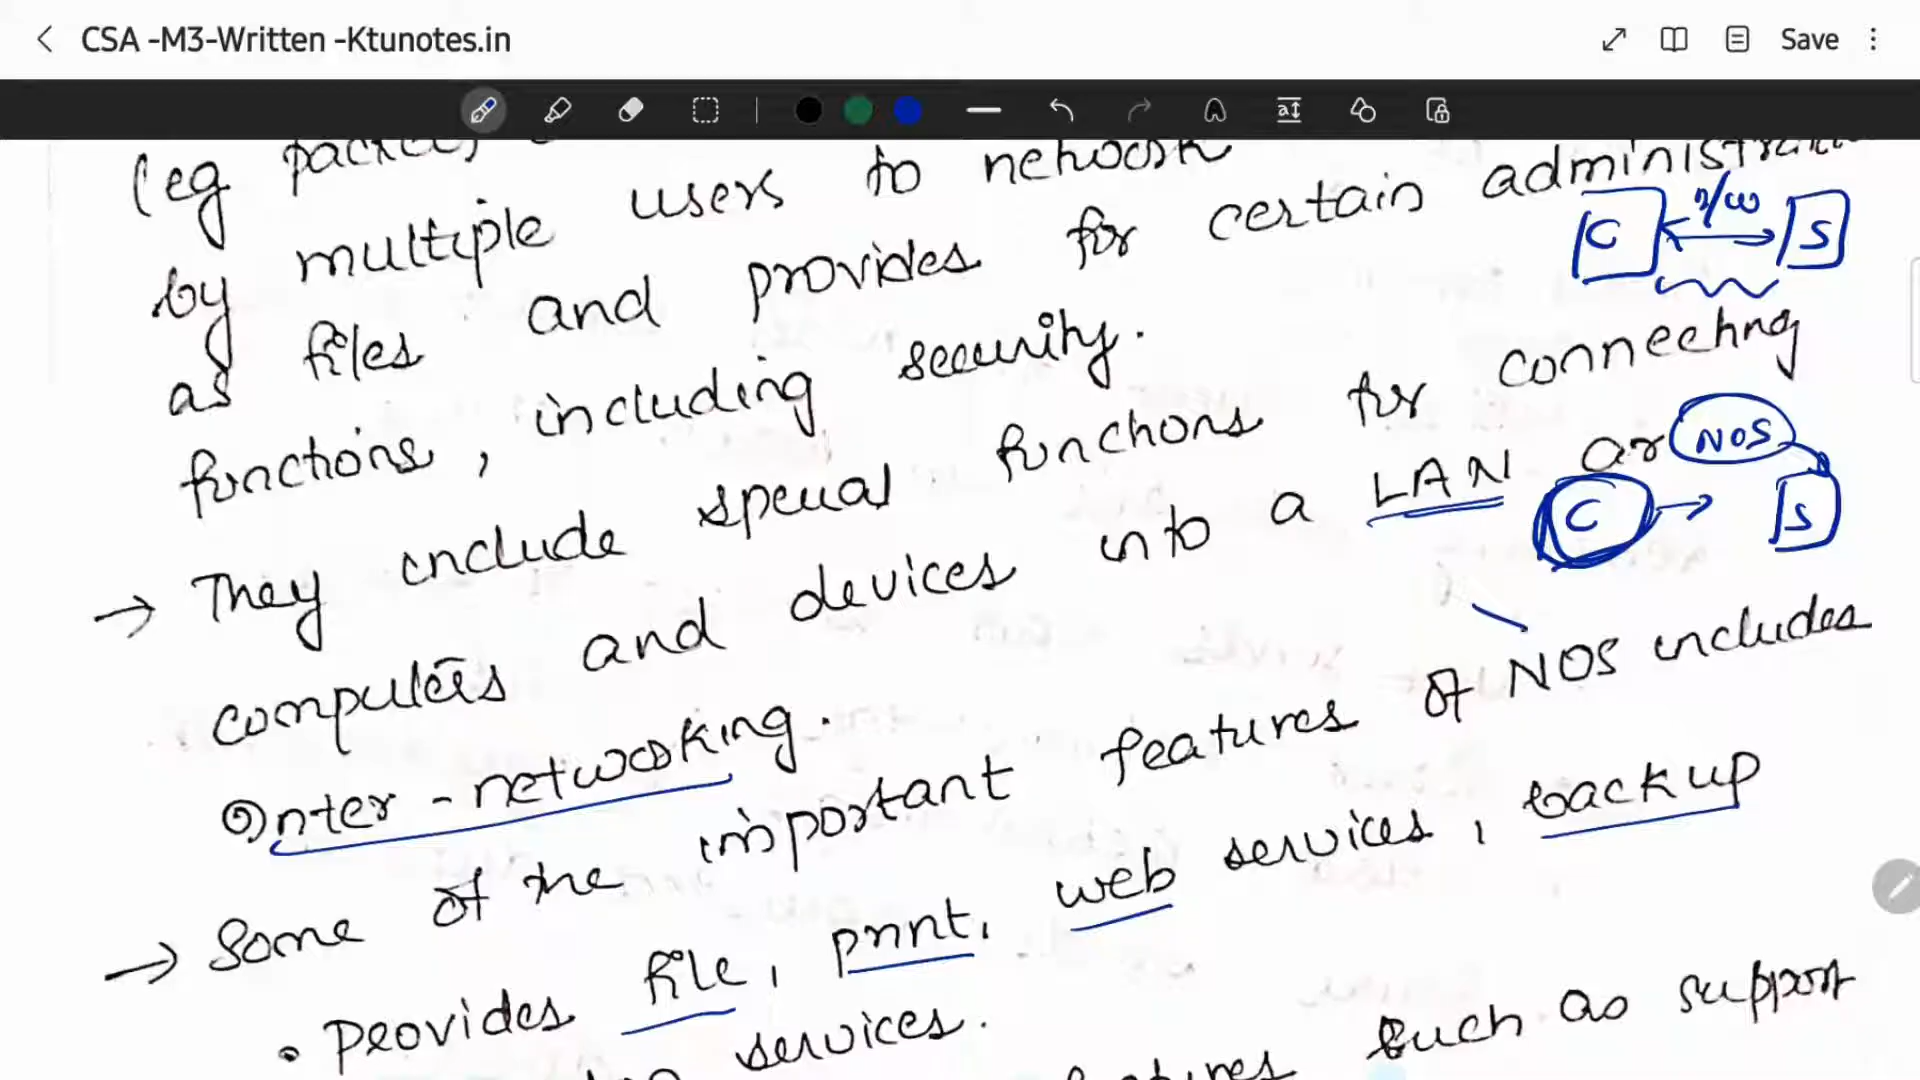 CSA -M3-Written -Ktunotes.in
Save
(eg
by multiple users to network
as files and provides for certain
functions, including security.
→ They include special functions for connecting
computers and devices into a LAN or
Inter-networking.
→ Some of the important features of NOS includes
• Peovides file, print, web services, backup
services.
such as support
C r/w S
NOS
C → S